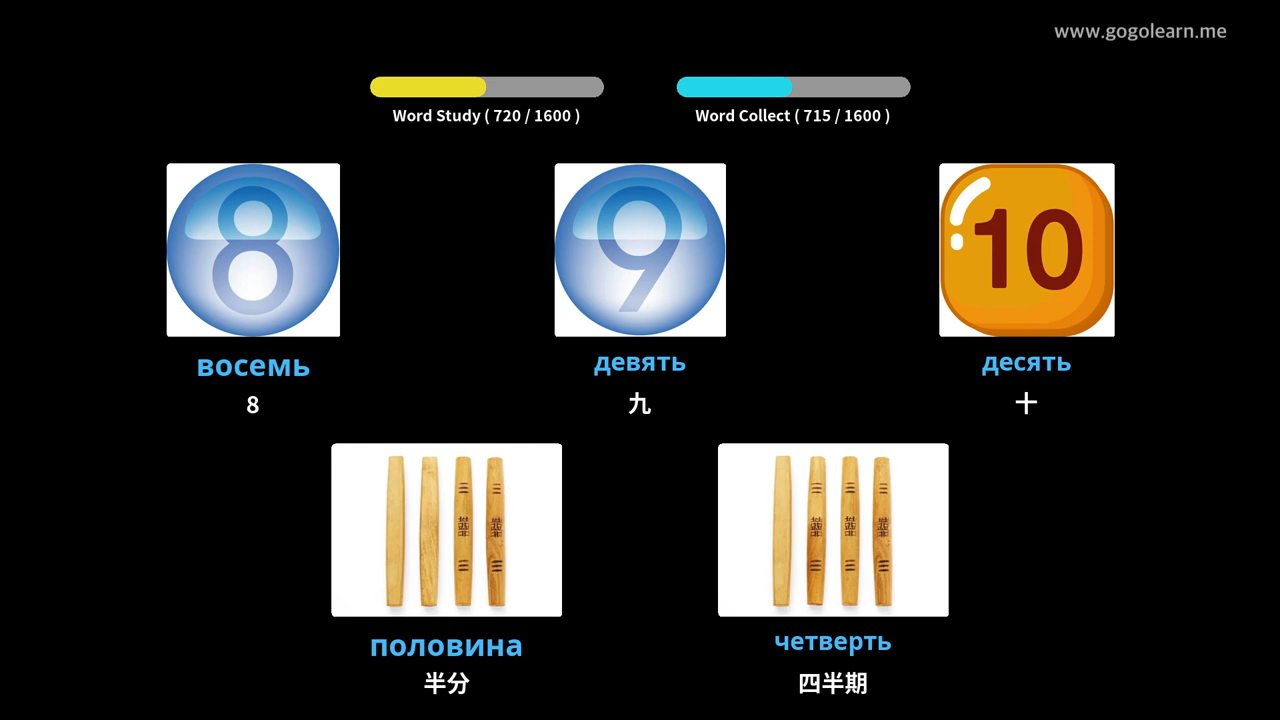 www.gogolearn.me
Word Study ( 720 / 1600 )
Word Collect ( 715 / 1600 )
8
9
10
восемь
девять
десять
8
九
十
половина
четверть
半分
四半期